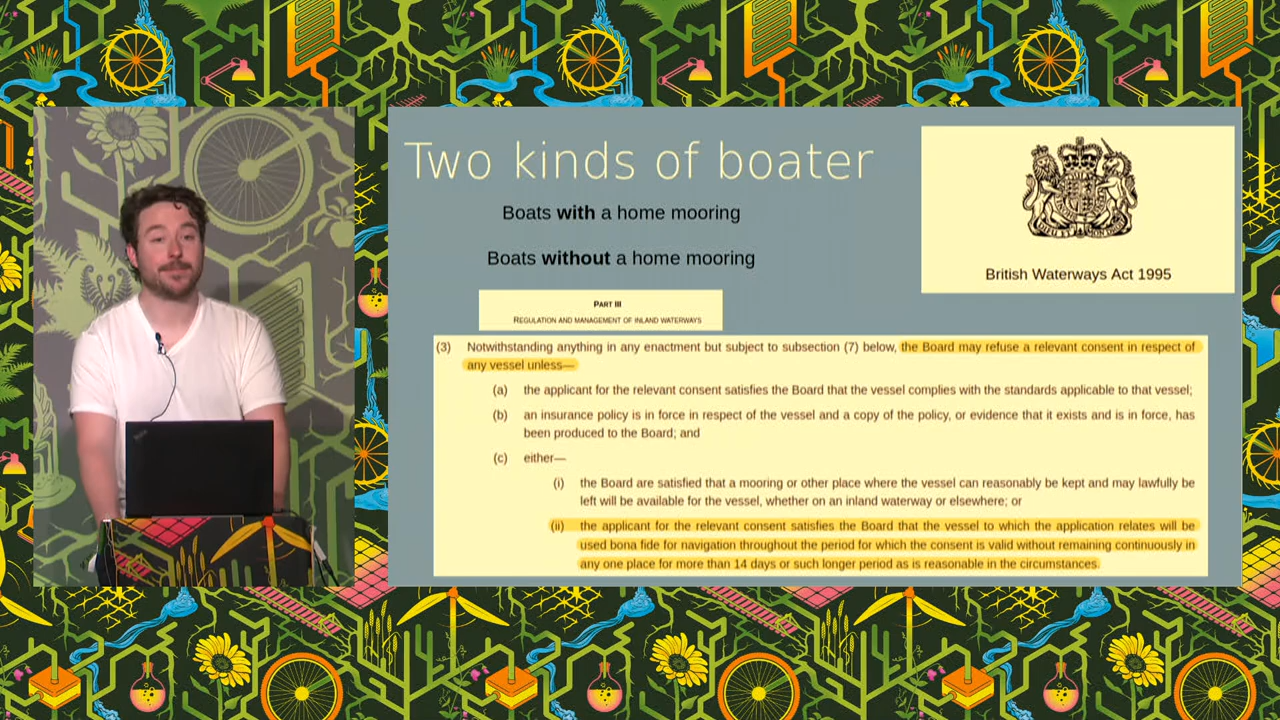 Two kinds of boater
Boats with a home mooring
Boats without a home mooring
British Waterways Act 1995
PART III
REGULATION AND MANAGEMENT OF INLAND WATERWAYS
(3) Notwithstanding anything in any enactment but subject to subsection (7) below, the Board may refuse a relevant consent in respect of
any vessel unless—
(a) the applicant for the relevant consent satisfies the Board that the vessel complies with the standards applicable to that vessel;
(b) an insurance policy is in force in respect of the vessel and a copy of the policy, or evidence that it exists and is in force, has
been produced to the Board; and
(c) either—
(i) the Board are satisfied that a mooring or other place where the vessel can reasonably be kept and may lawfully be
left will be available for the vessel, whether on an inland waterway or elsewhere; or
(ii) the applicant for the relevant consent satisfies the Board that the vessel to which the application relates will be
used bona fide for navigation throughout the period for which the consent is valid without remaining continuously in
any one place for more than 14 days or such longer period as is reasonable in the circumstances.